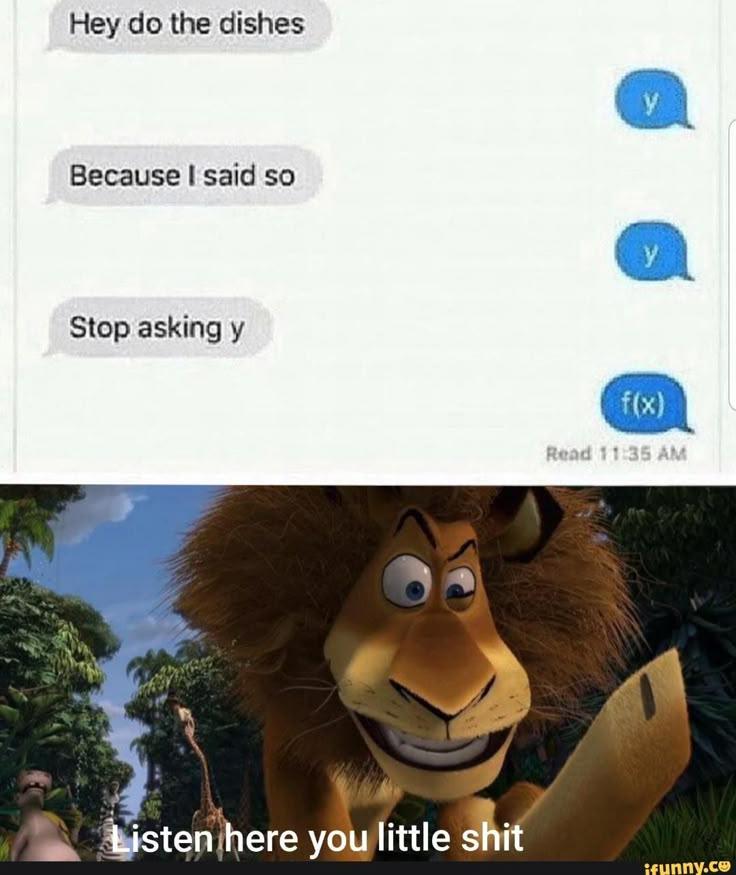 Hey do the dishes
y
Because I said so
y
Stop asking y
f(x)
Read 11:35 AM
Listen here you little shit
ifunny.co